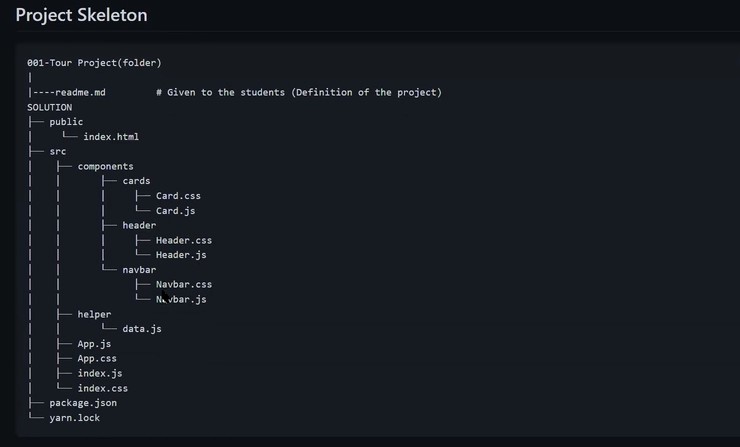 Project Skeleton
001-Tour Project(folder)
|
|----readme.md         # Given to the students (Definition of the project)
SOLUTION
├── public
│     └── index.html
├── src
│    ├── components
│    │       ├── cards
│    │       │     ├── Card.css
│    │       │     └── Card.js
│    │       ├── header
│    │       │     ├── Header.css
│    │       │     └── Header.js
│    │       └── navbar
│    │             ├── Navbar.css
│    │             └── Navbar.js
│    ├── helper
│    │       └── data.js
│    ├── App.js
│    ├── App.css
│    ├── index.js
│    └── index.css
├── package.json
└── yarn.lock